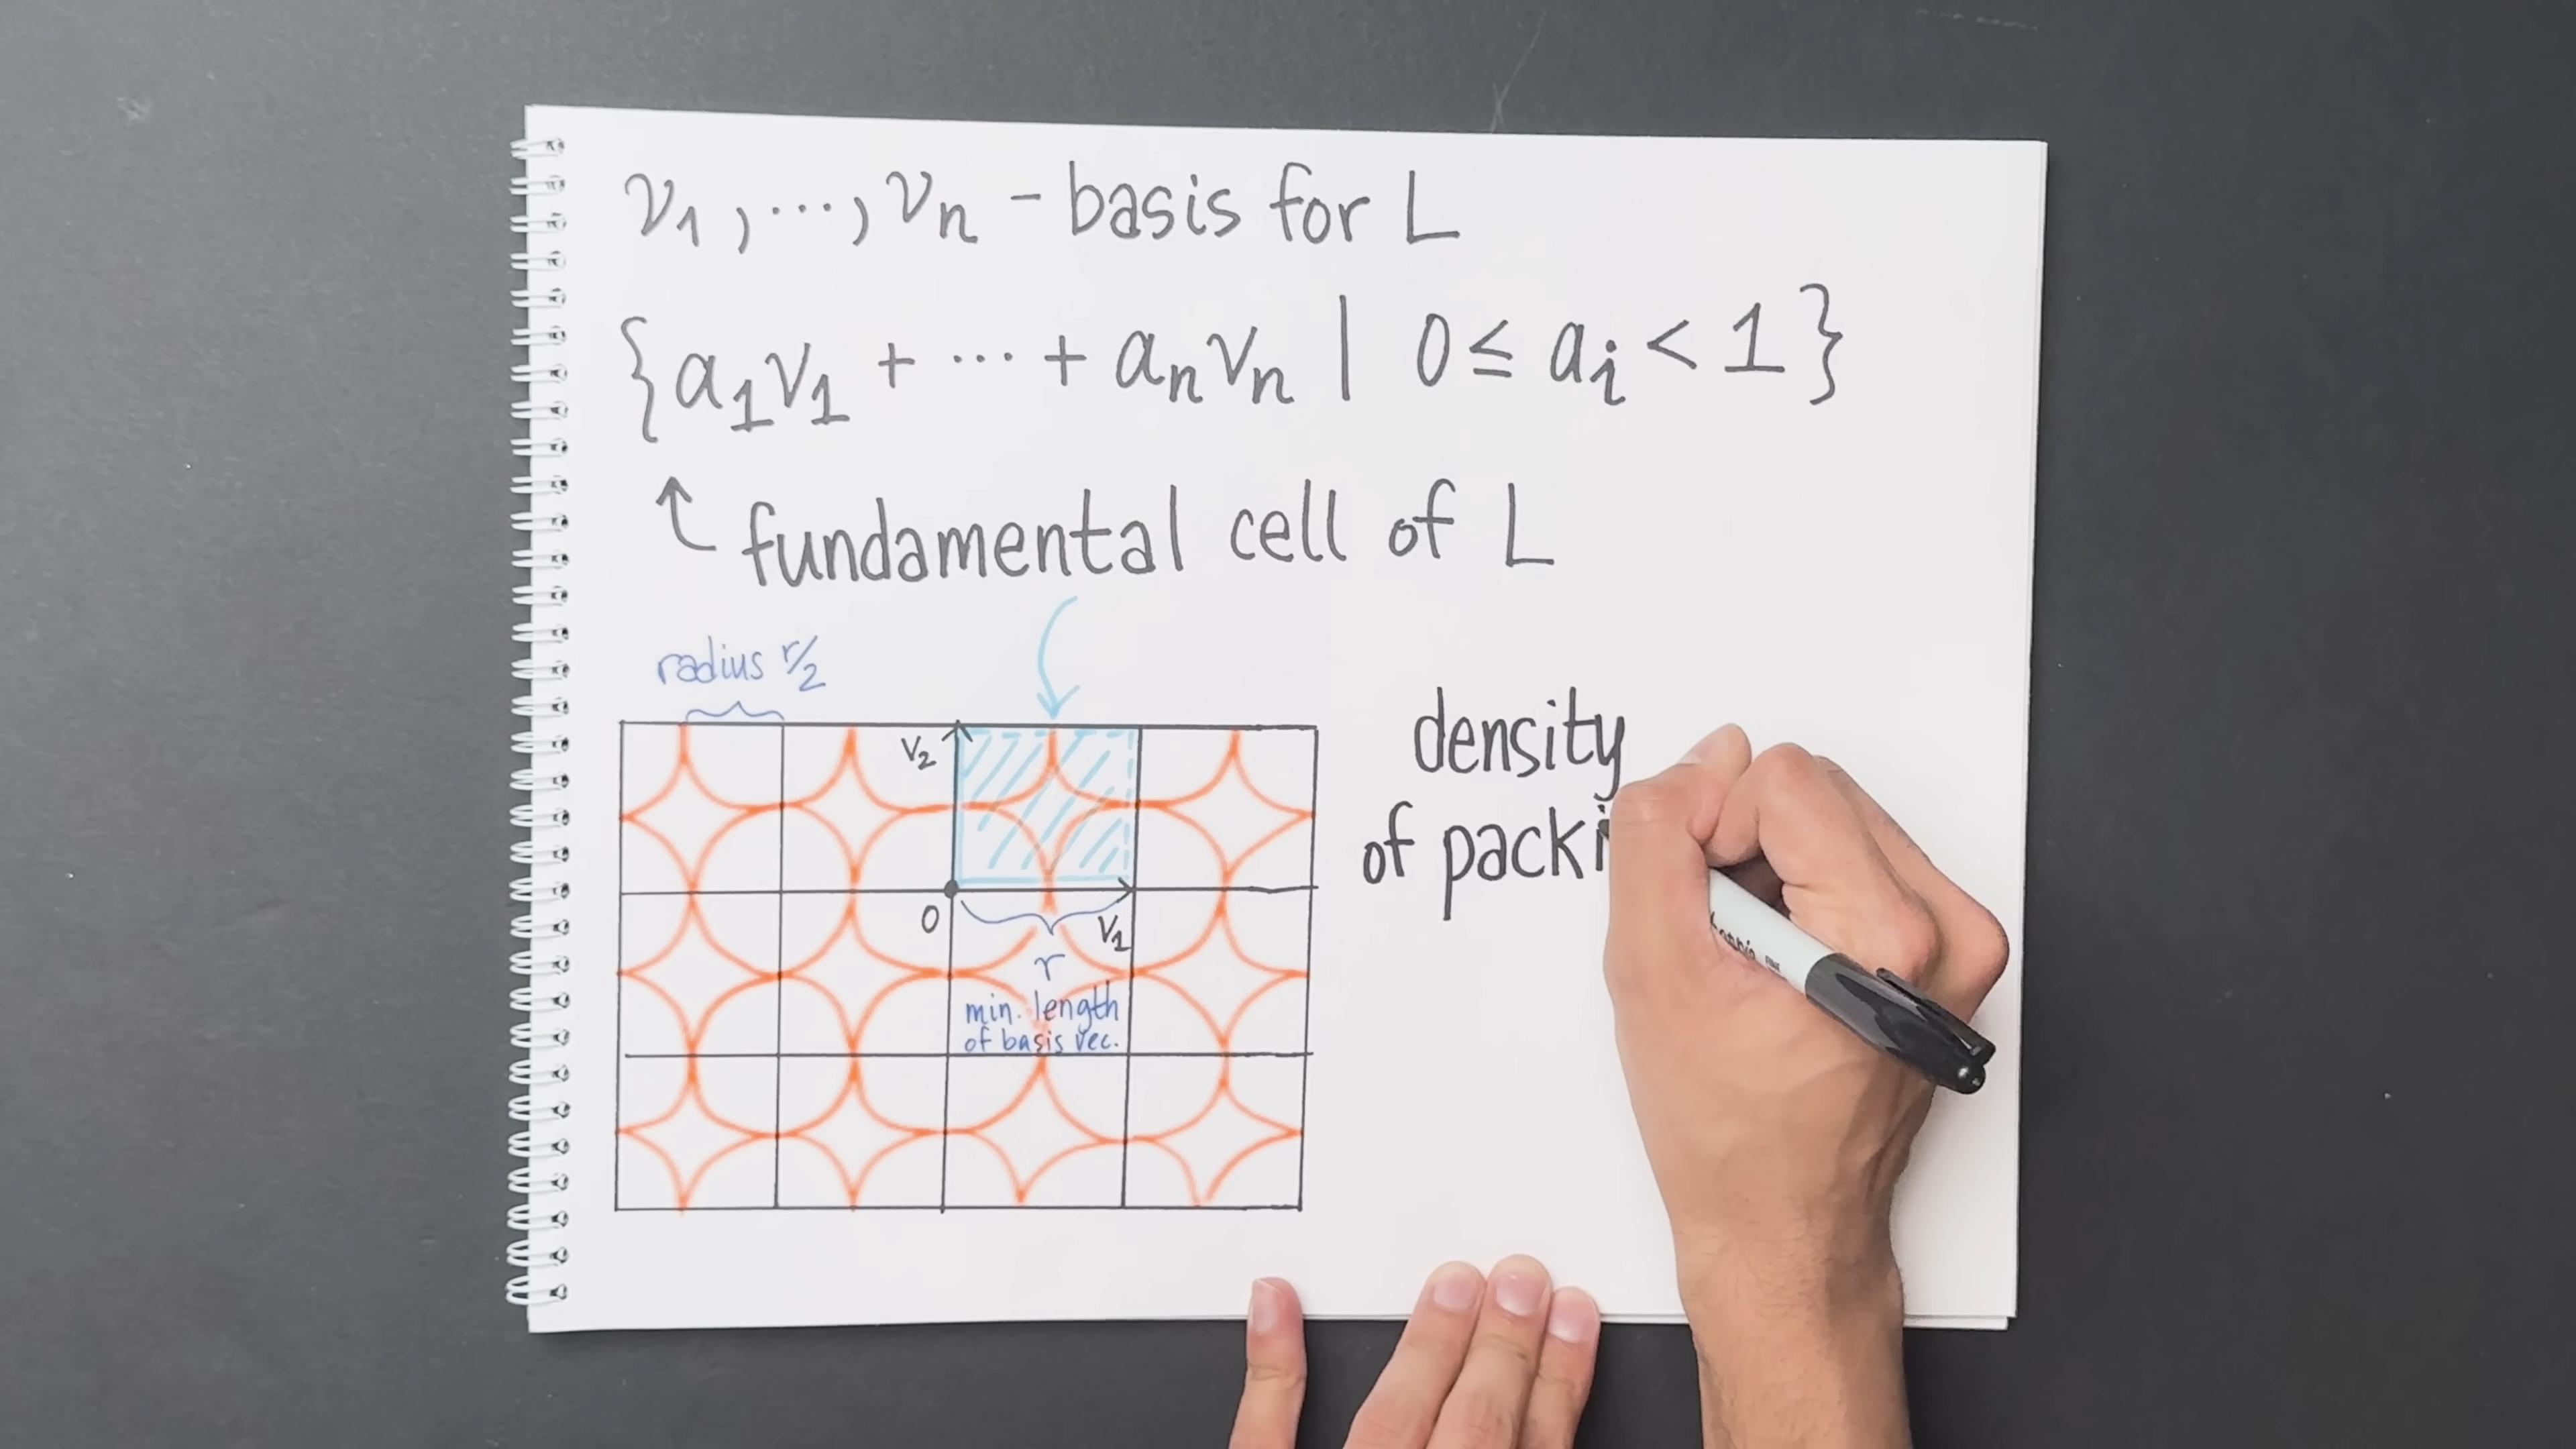 v₁, ..., vₙ - basis for L
{a₁v₁ + ... + aₙvₙ | 0 ≤ aᵢ < 1}
fundamental cell of L
radius r/2
v₂
0
v₁
r
min. length
of basis vec.
density
of packi
FINE